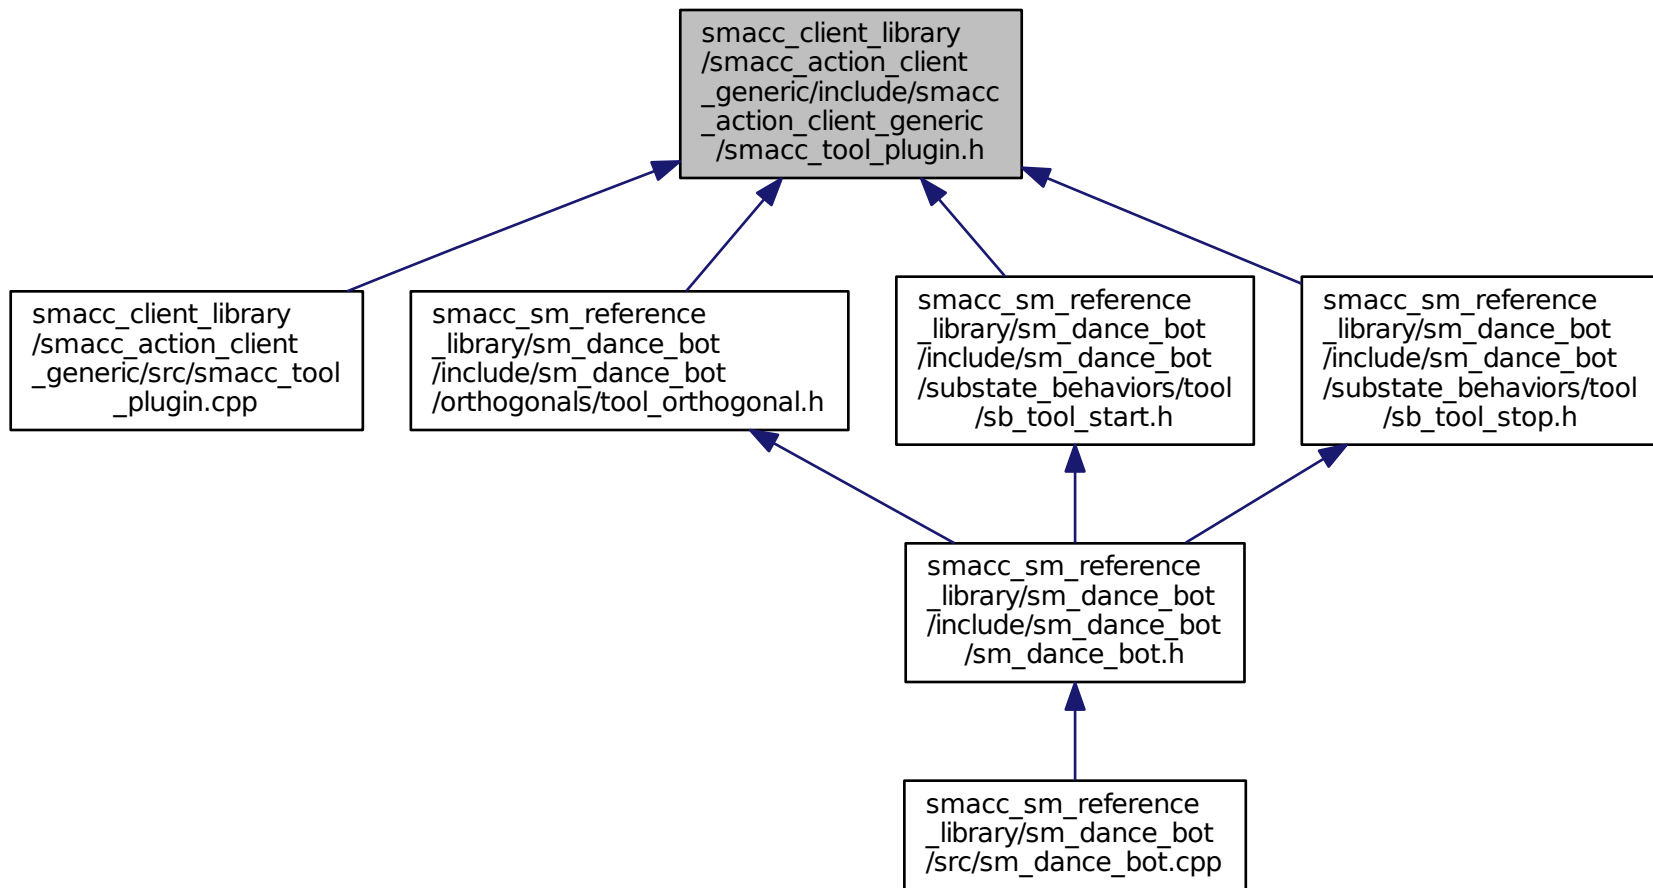 smacc_client_library
/smacc_action_client
_generic/include/smacc
_action_client_generic
/smacc_tool_plugin.h
smacc_client_library
/smacc_action_client
_generic/src/smacc_tool
_plugin.cpp
smacc_sm_reference
_library/sm_dance_bot
/include/sm_dance_bot
/orthogonals/tool_orthogonal.h
smacc_sm_reference
_library/sm_dance_bot
/include/sm_dance_bot
/substate_behaviors/tool
/sb_tool_start.h
smacc_sm_reference
_library/sm_dance_bot
/include/sm_dance_bot
/substate_behaviors/tool
/sb_tool_stop.h
smacc_sm_reference
_library/sm_dance_bot
/include/sm_dance_bot
/sm_dance_bot.h
smacc_sm_reference
_library/sm_dance_bot
/src/sm_dance_bot.cpp